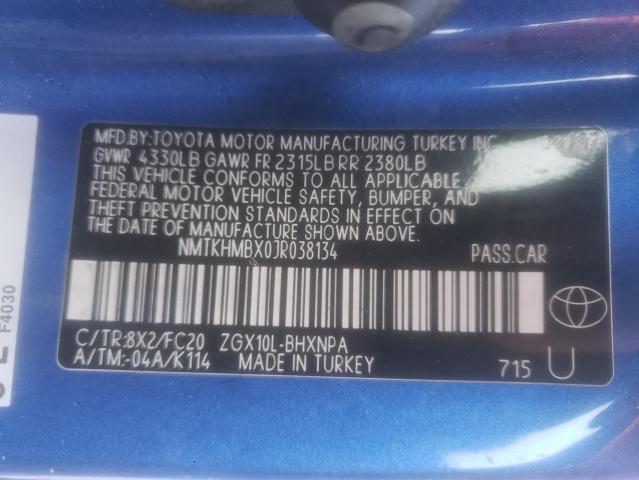 MFD.BY:TOYOTA MOTOR MANUFACTURING TURKEY INC.
GVWR 4330LB GAWR FR 2315LB RR 2380LB
THIS VEHICLE CONFORMS TO ALL APPLICABLE
FEDERAL MOTOR VEHICLE SAFETY, BUMPER, AND
THEFT PREVENTION STANDARDS IN EFFECT ON
THE DATE OF MANUFACTURE SHOWN ABOVE.
NMTKHMBX0JR038134 PASS.CAR
C/TR:8X2/FC20 ZGX10L-BHXNPA
A/TM:-04A/K114 MADE IN TURKEY 715 U
F4030